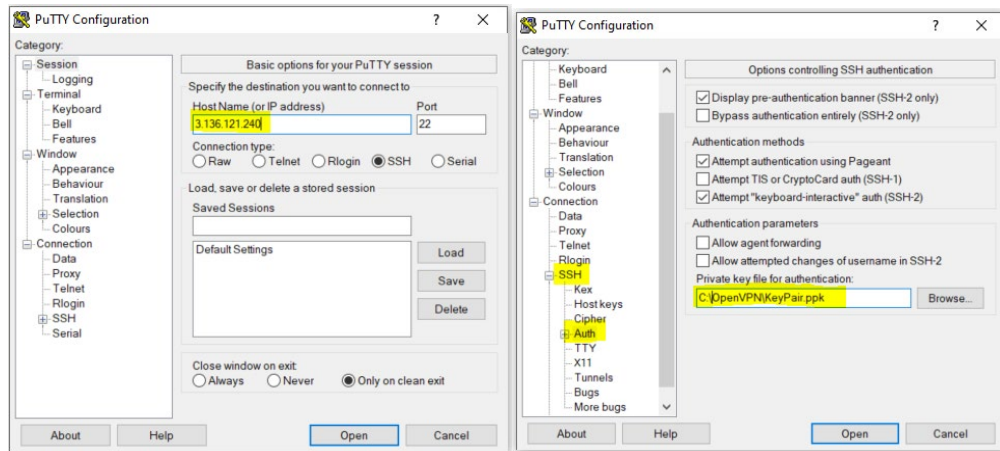 PuTTY Configuration
?
Category:
Session
Logging
Terminal
Keyboard
Bell
Features
Window
Appearance
Behaviour
Translation
Selection
Colours
Connection
Data
Proxy
Telnet
Rlogin
SSH
Serial
Basic options for your PuTTY session
Specify the destination you want to connect to
Host Name (or IP address) Port
3.136.121.240 22
Connection type:
Raw Telnet Rlogin SSH Serial
Load, save or delete a stored session
Saved Sessions
Default Settings
Load
Save
Delete
Close window on exit:
Always Never Only on clean exit
About Help Open Cancel
PuTTY Configuration
?
Category:
Keyboard
Bell
Features
Window
Appearance
Behaviour
Translation
Selection
Colours
Connection
Data
Proxy
Telnet
Rlogin
SSH
Kex
Host keys
Cipher
Auth
TTY
X11
Tunnels
Bugs
More bugs
Options controlling SSH authentication
Display pre-authentication banner (SSH-2 only)
Bypass authentication entirely (SSH-2 only)
Authentication methods
Attempt authentication using Pageant
Attempt TIS or CryptoCard auth (SSH-1)
Attempt "keyboard-interactive" auth (SSH-2)
Authentication parameters
Allow agent forwarding
Allow attempted changes of username in SSH-2
Private key file for authentication:
C:\OpenVPN\KeyPair.ppk Browse...
About Help Open Cancel